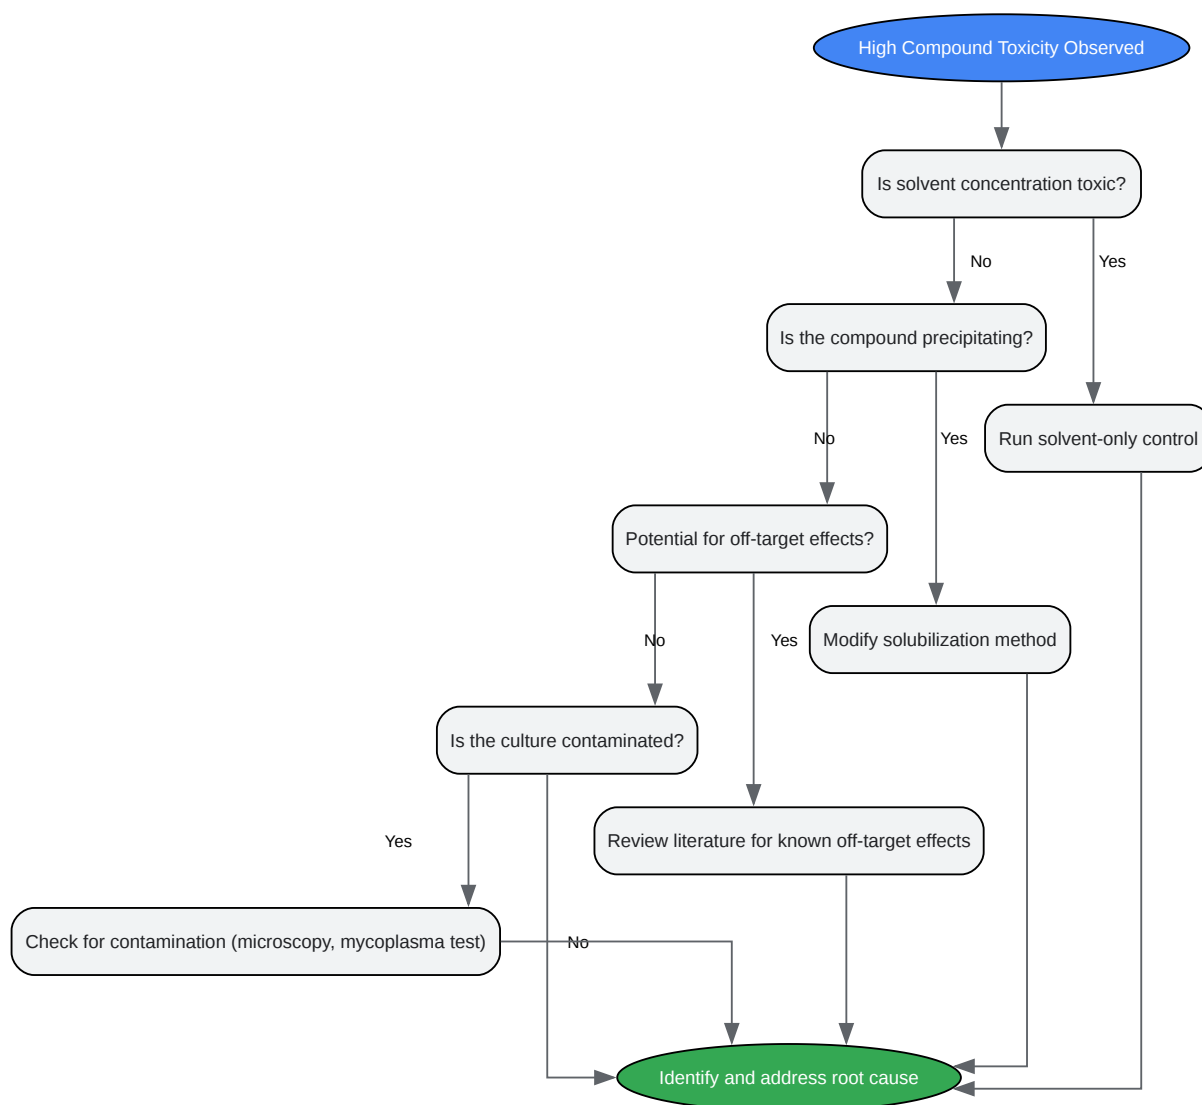 High Compound Toxicity Observed
Is solvent concentration toxic?
No
Yes
Is the compound precipitating?
No
Yes
Run solvent-only control
Potential for off-target effects?
No
Yes
Modify solubilization method
Is the culture contaminated?
Yes
Review literature for known off-target effects
Check for contamination (microscopy, mycoplasma test)
No
Identify and address root cause